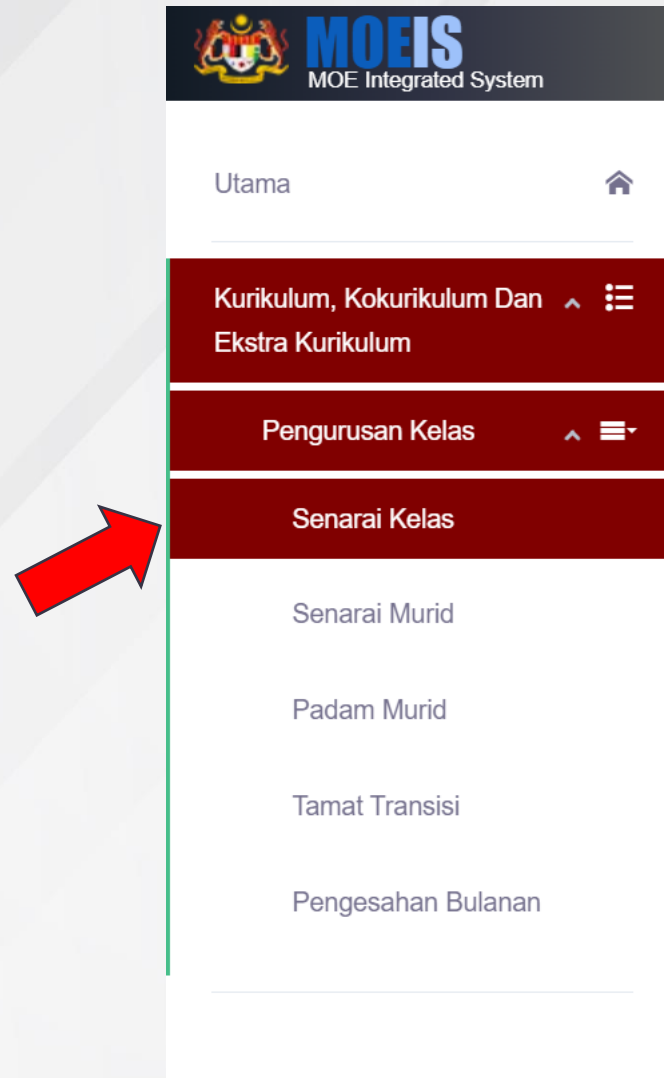 MOEIS
MOE Integrated System
Utama
Kurikulum, Kokurikulum Dan
Ekstra Kurikulum
Pengurusan Kelas
Senarai Kelas
Senarai Murid
Padam Murid
Tamat Transisi
Pengesahan Bulanan